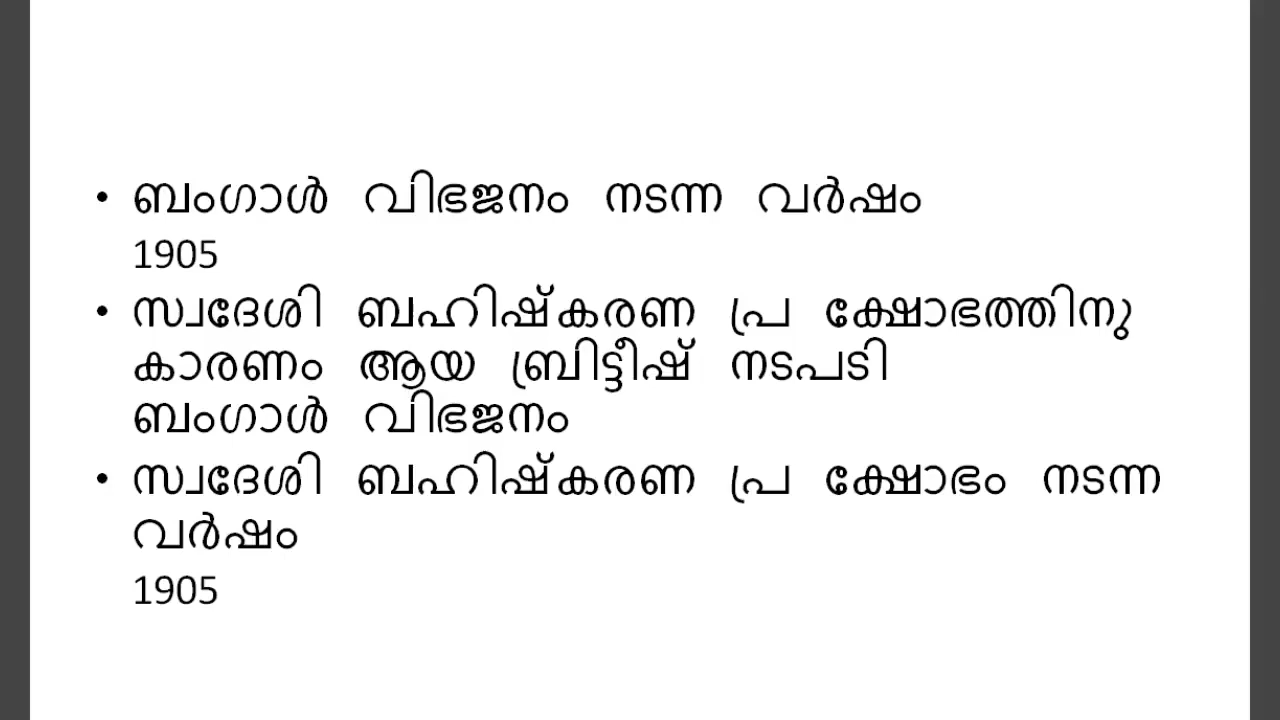 • ബംഗാൾ വിഭജനം നടന്ന വർഷം
1905
• സ്വദേശി ബഹിഷ്കരണ പ്ര ക്ഷോഭത്തിനു
കാരണം ആയ ബ്രിട്ടീഷ് നടപടി
ബംഗാൾ വിഭജനം
• സ്വദേശി ബഹിഷ്കരണ പ്ര ക്ഷോഭം നടന്ന
വർഷം
1905